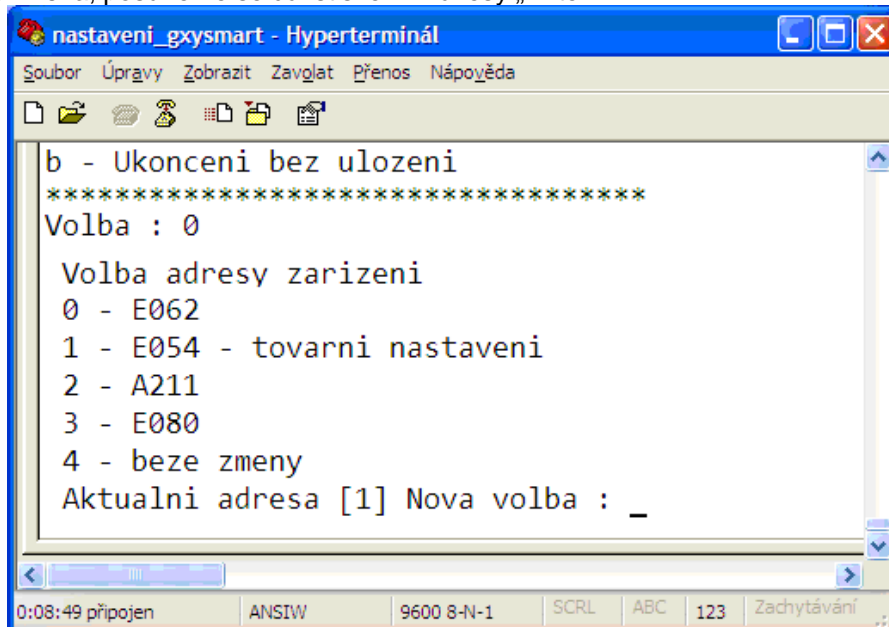 nastaveni_gxysmart - Hyperterminál
Soubor Úpravy Zobrazit Zavolat Přenos Nápověda
b - Ukonceni bez ulozeni
******************************************
Volba : 0
Volba adresy zarizeni
0 - E062
1 - E054 - tovarni nastaveni
2 - A211
3 - E080
4 - beze zmeny
Aktualni adresa [1] Nova volba : _
0:08:49 připojen ANSIW 9600 8-N-1 SCRL ABC 123 Zachytávání